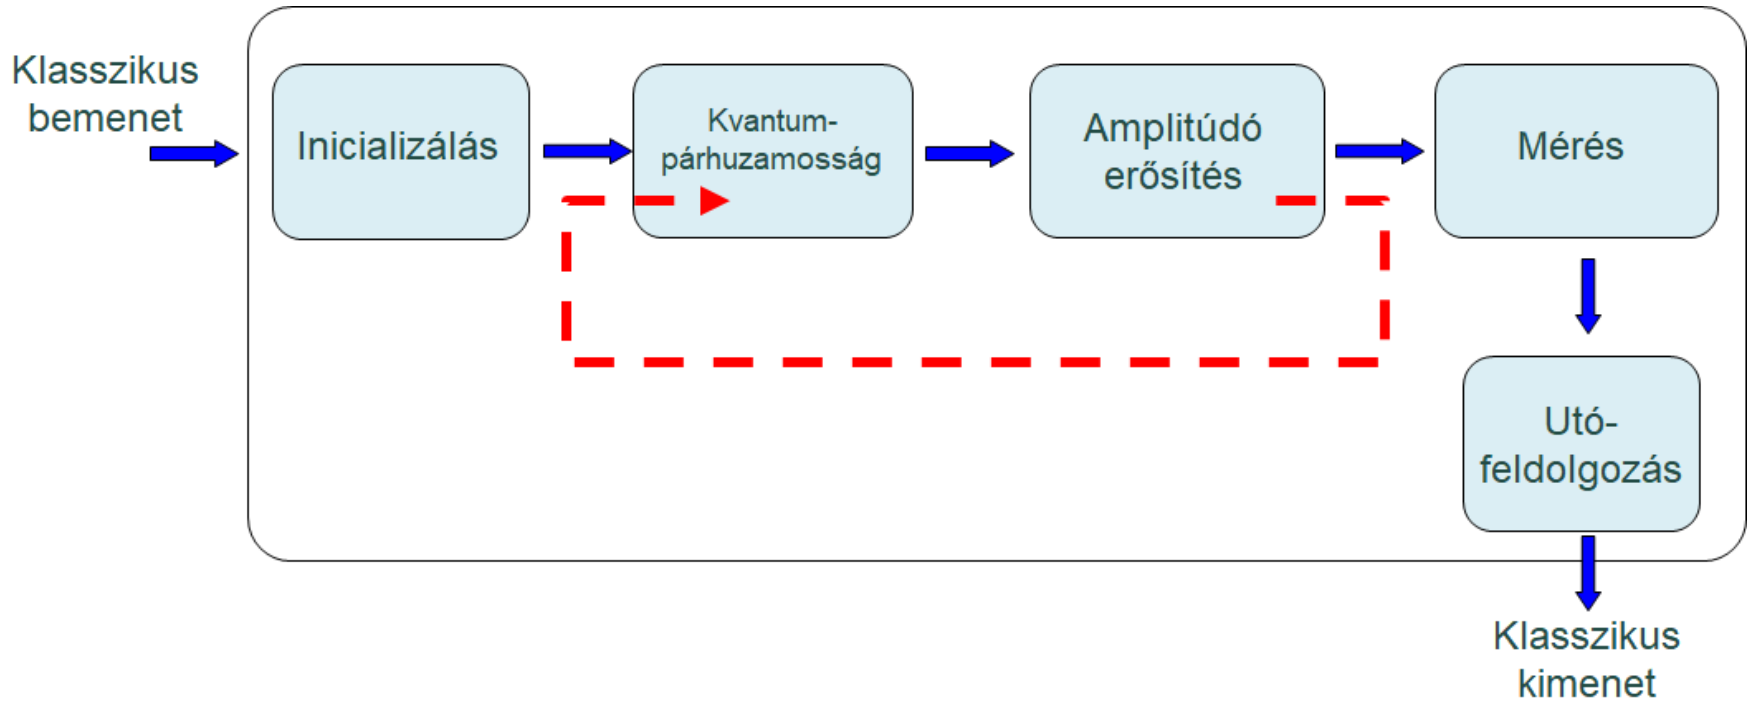 Klasszikus
bemenet
Inicializálás
Kvantum-
párhuzamosság
Amplitúdó
erősítés
Mérés
Utó-
feldolgozás
Klasszikus
kimenet